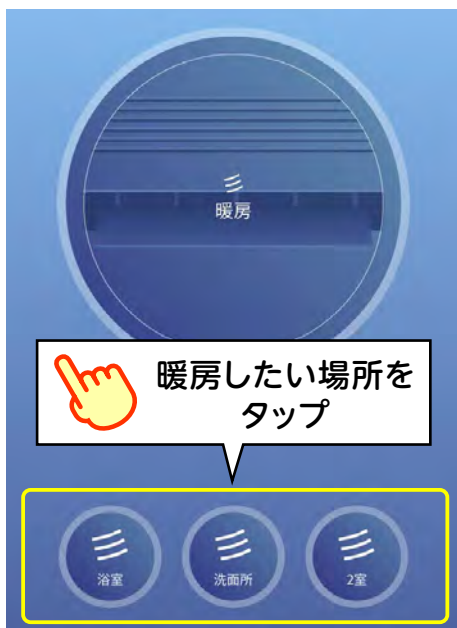 暖房
暖房したい場所を
タップ
浴室
洗面所
2室